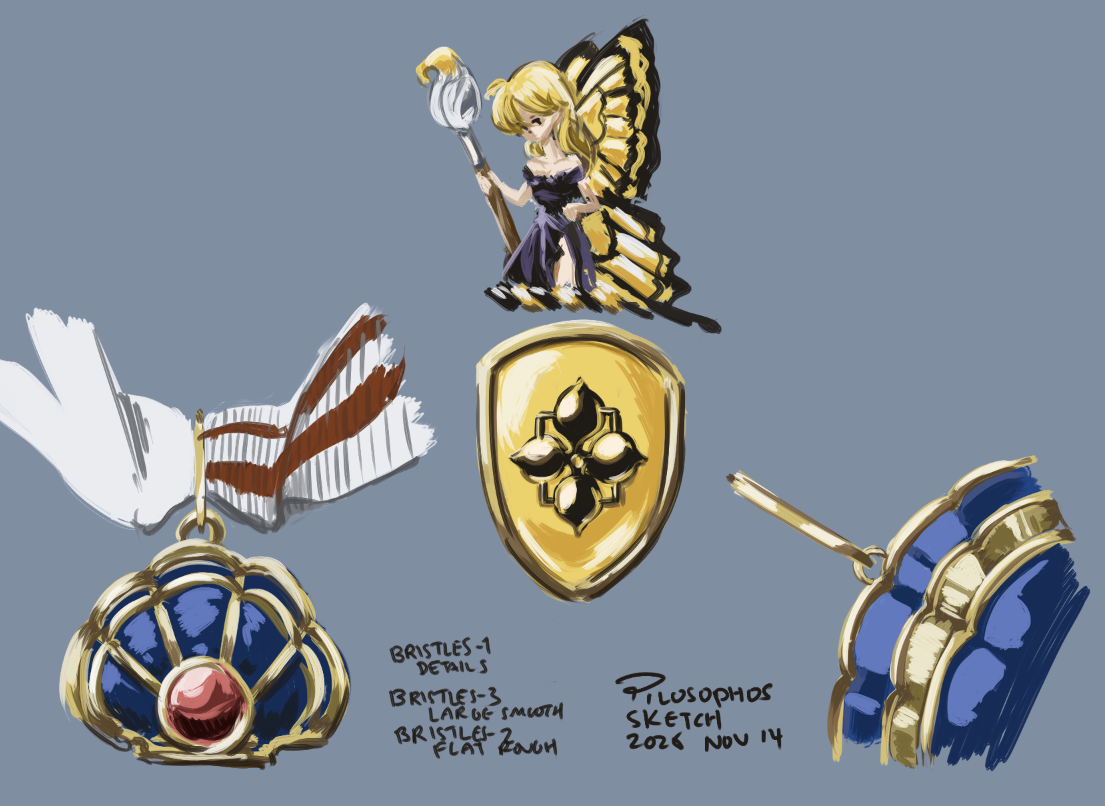 BRISTLES-1
DETAILS
BRISTLES-3
LARGE SMOOTH
BRISTLES-2
FLAT ROUGH
PILOSOPHOS
SKETCH
2026 NOV 14